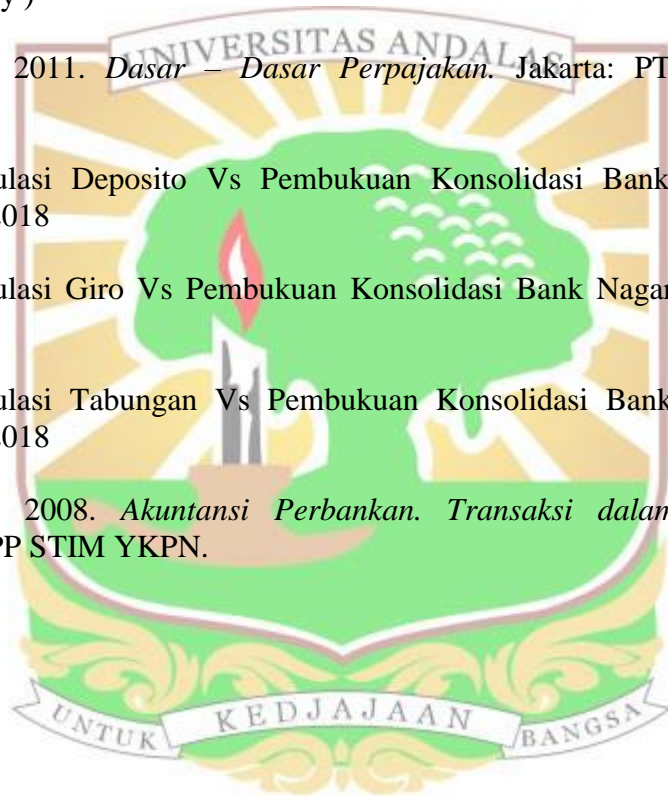 y )
UNIVERSITAS ANDALAS
2011. Dasar – Dasar Perpajakan. Jakarta: PT
ulasi Deposito Vs Pembukuan Konsolidasi Bank
2018
ulasi Giro Vs Pembukuan Konsolidasi Bank Nagar
ulasi Tabungan Vs Pembukuan Konsolidasi Bank
2018
2008. Akuntansi Perbankan. Transaksi dalam
PP STIM YKPN.
UNTUK KEDJAJAAN BANGSA